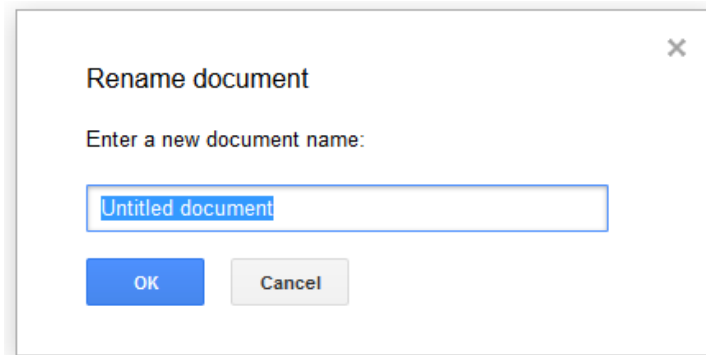 Rename document
Enter a new document name:
Untitled document
OK Cancel